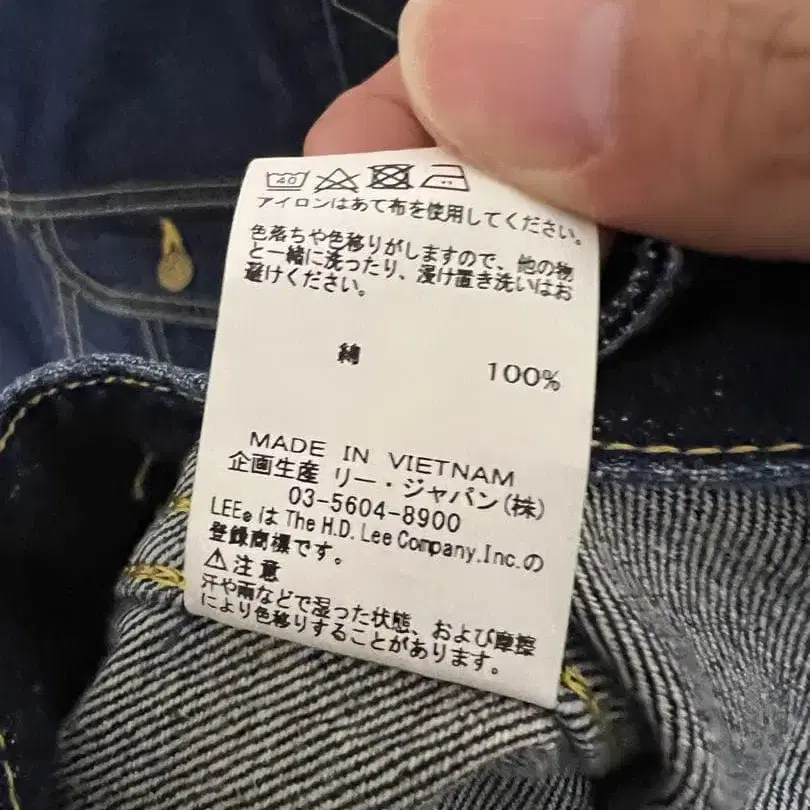 40
アイロンはあて布を使用してください。
色落ちや色移りがしますので、他の物
と一緒に洗ったり、浸け置き洗いはお
避けください。
綿 100%
MADE IN VIETNAM
企画生産 リー・ジャパン(株)
03-5604-8900
LEE®は The H.D. Lee Company.Inc.の
登録商標です。
⚠注意
汗や雨などで湿った状態、および摩擦
により色移りすることがあります。